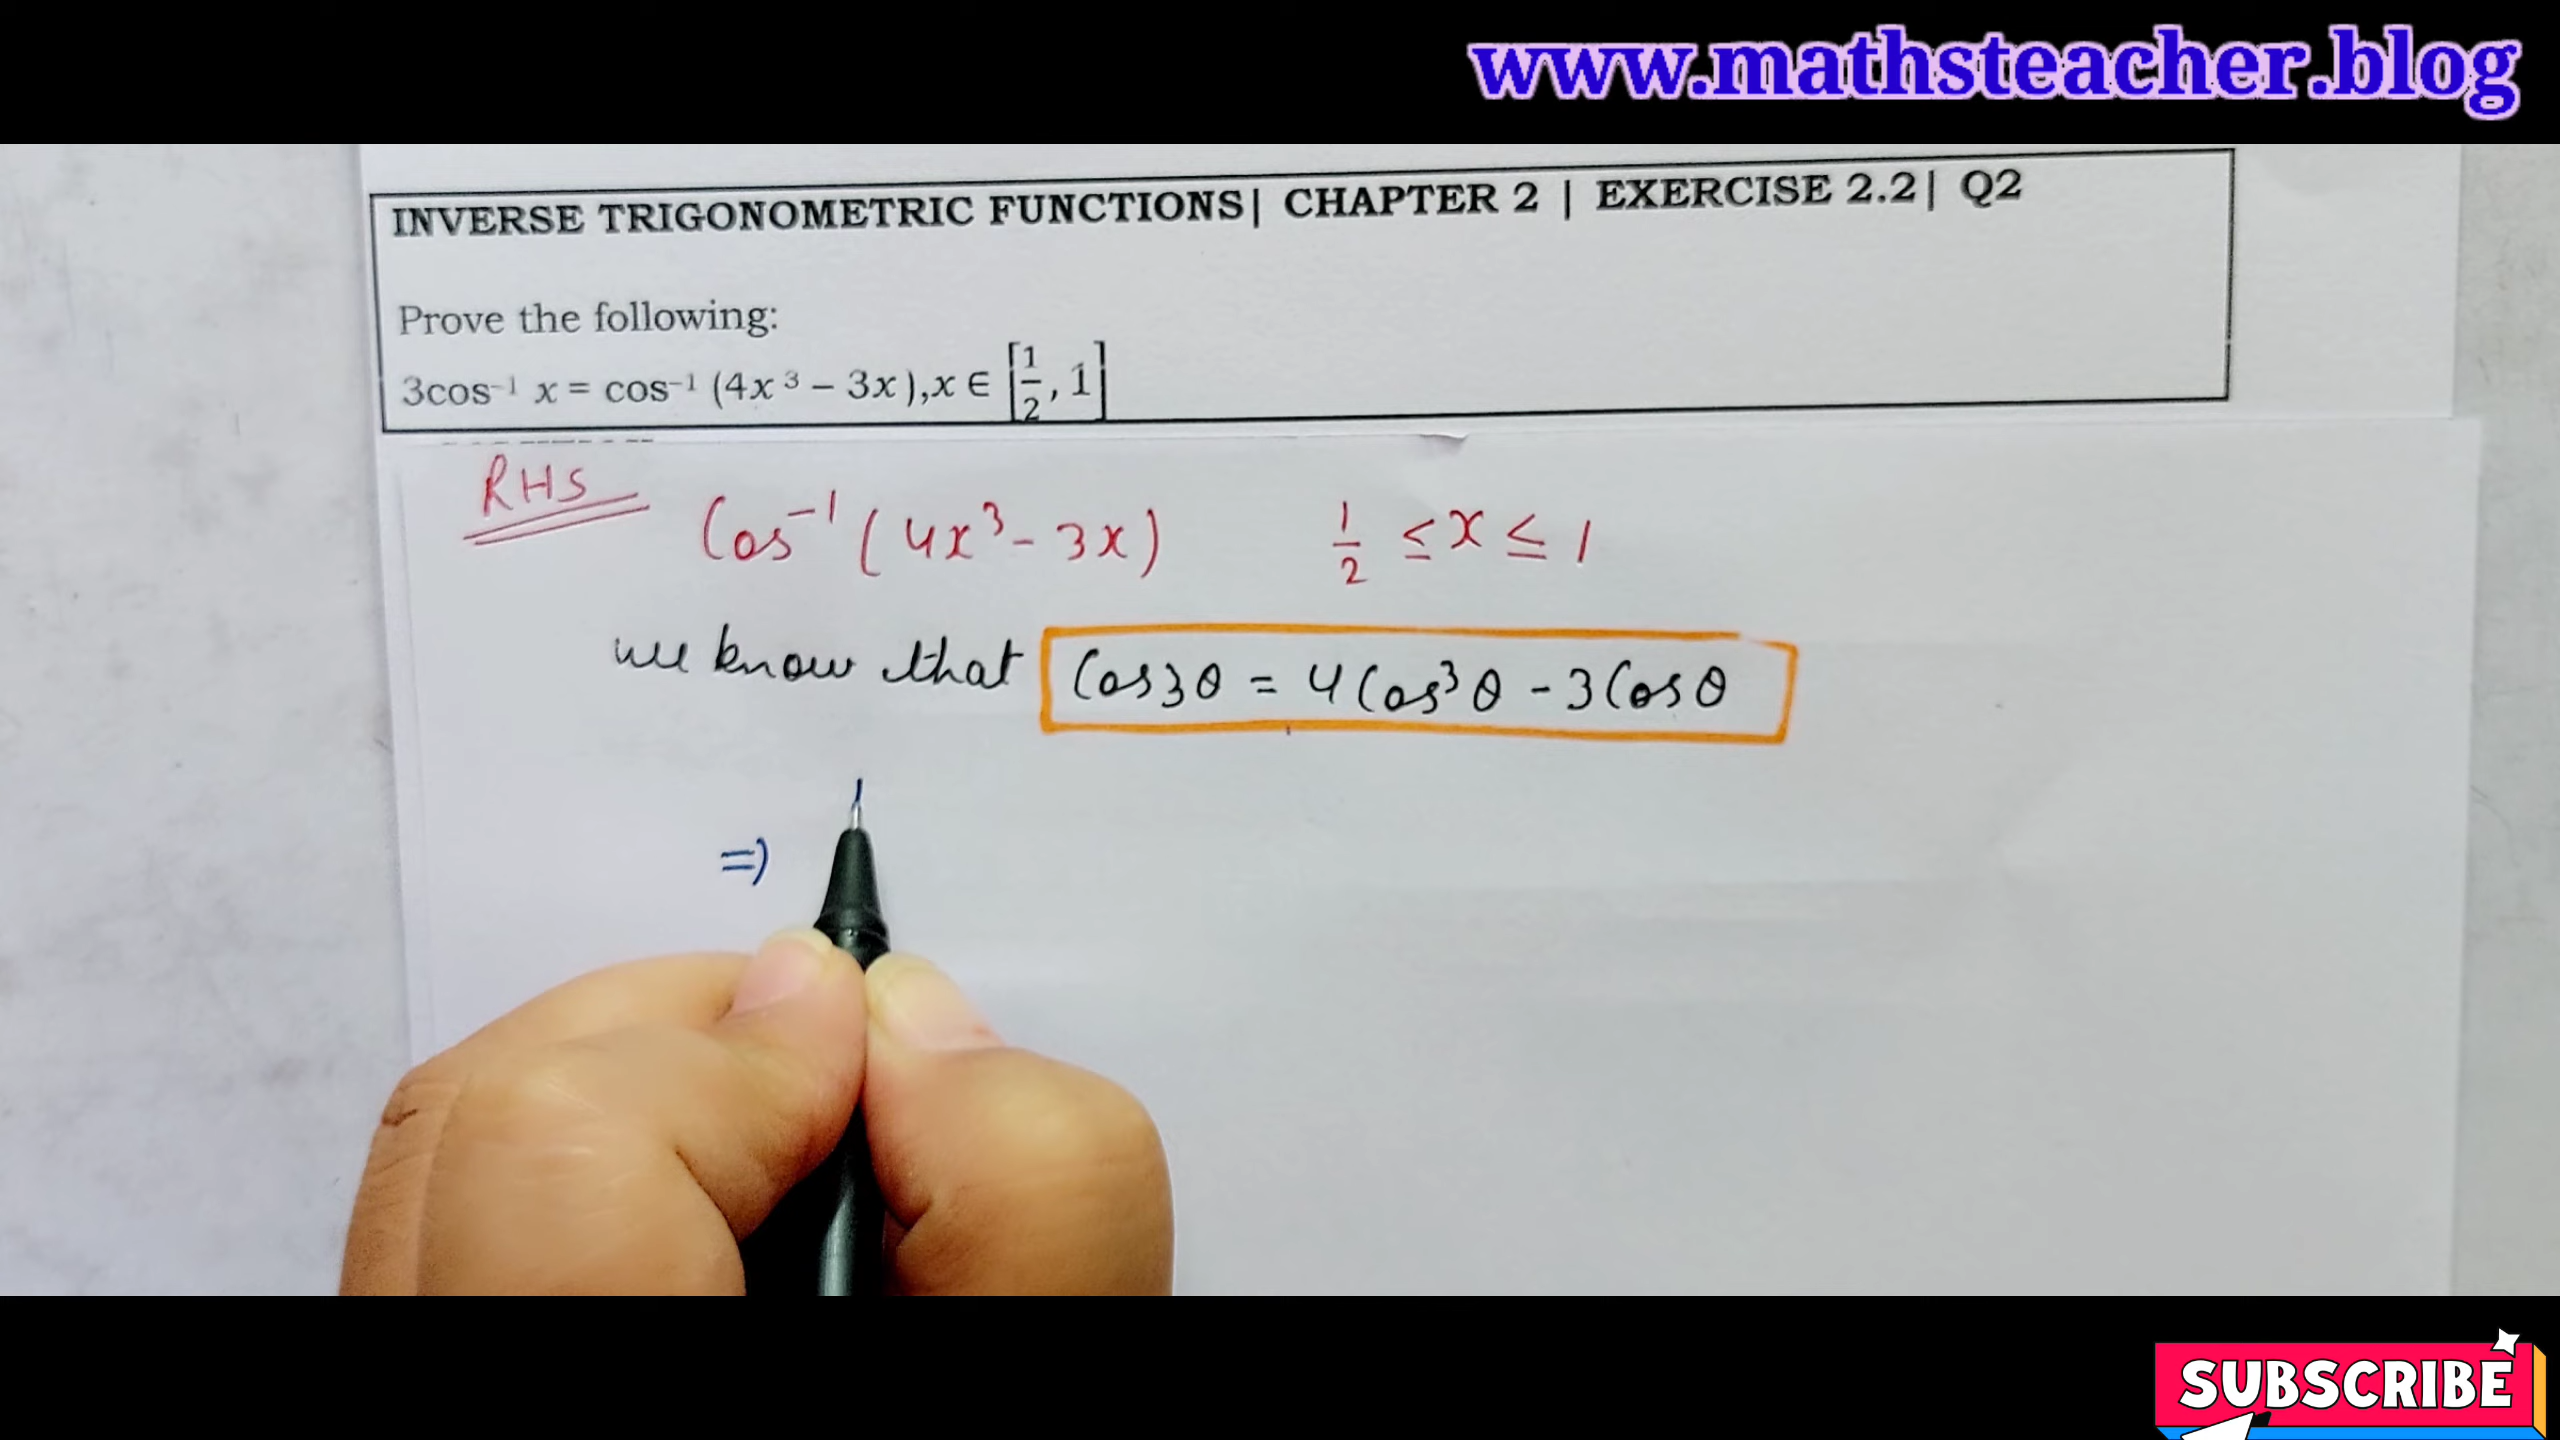 www.mathsteacher.blog
INVERSE TRIGONOMETRIC FUNCTIONS| CHAPTER 2 | EXERCISE 2.2| Q2
Prove the following:
3cos⁻¹ x = cos⁻¹ (4x³ – 3x),x ∈ [1/2, 1]
RHS
Cos⁻¹ (4x³ - 3x) 1/2 ≤ x ≤ 1
we know that Cos3θ = 4Cos³θ - 3Cosθ
⇒
SUBSCRIBE